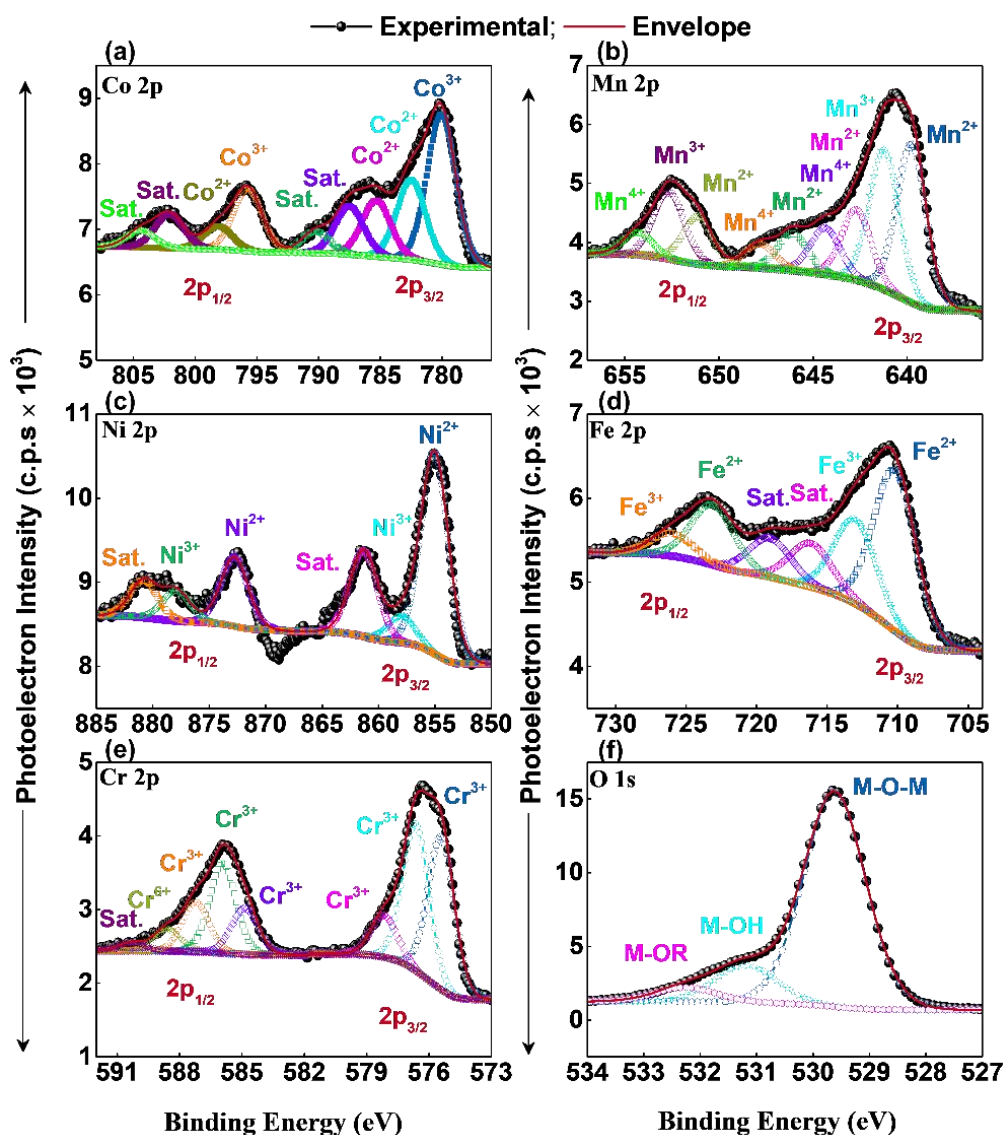 Experimental; Envelope
(a)
Co 2p
Co³⁺
Co²⁺
Co²⁺
Co³⁺
Sat.
Sat.
Sat.
Co²⁺
Sat.
2p₁/₂
2p₃/₂
9
8
7
6
5
805 800 795 790 785 780
(b)
Mn 2p
Mn³⁺
Mn²⁺
Mn²⁺
Mn⁴⁺
Mn³⁺
Mn²⁺
Mn²⁺
Mn⁴⁺
Mn⁴⁺
2p₁/₂
2p₃/₂
7
6
5
4
3
2
655 650 645 640
(c)
Ni 2p
Ni²⁺
Ni²⁺
Ni³⁺
Sat.
Ni³⁺
Sat.
2p₁/₂
2p₃/₂
11
10
9
8
885 880 875 870 865 860 855 850
(d)
Fe 2p
Fe²⁺
Fe³⁺
Fe²⁺
Sat.
Sat.
Fe³⁺
2p₁/₂
2p₃/₂
7
6
5
4
730 725 720 715 710 704
(e)
Cr 2p
Cr³⁺
Cr³⁺
Cr³⁺
Cr³⁺
Cr³⁺
Cr³⁺
Cr⁶⁺
Sat.
2p₁/₂
2p₃/₂
5
4
3
2
1
591 588 585 582 579 576 573
(f)
O 1s
M-O-M
M-OH
M-OR
15
10
5
0
534 533 532 531 530 529 528 527
Photoelectron Intensity (c.p.s × 10³)
Photoelectron Intensity (c.p.s × 10³)
Binding Energy (eV)
Binding Energy (eV)